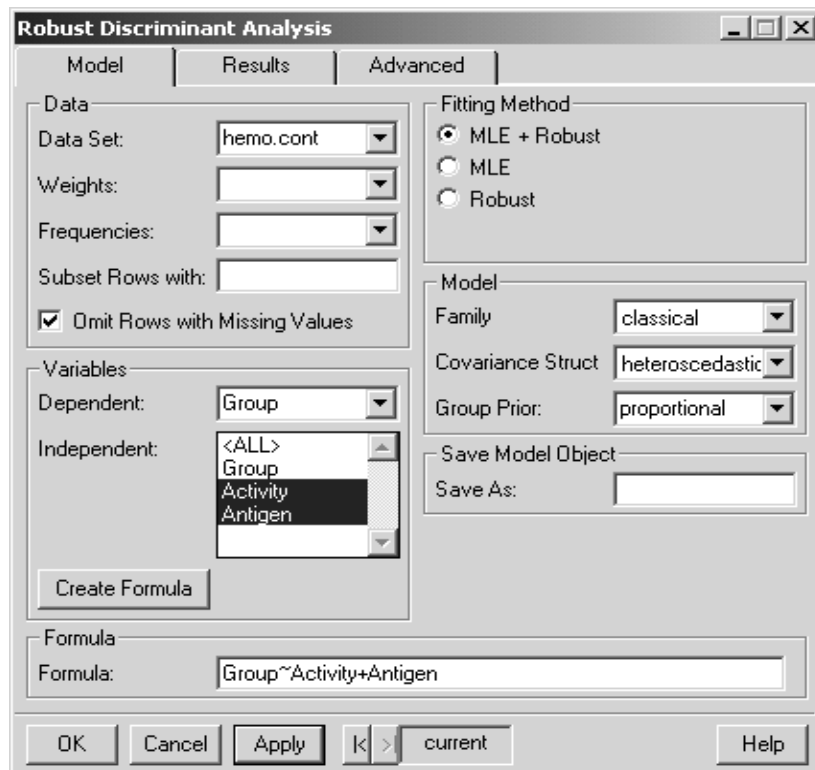 Robust Discriminant Analysis
Model Results Advanced
Data
Data Set: hemo.cont
Weights:
Frequencies:
Subset Rows with:
Omit Rows with Missing Values
Variables
Dependent: Group
Independent: <ALL>
Group
Activity
Antigen
Create Formula
Fitting Method
MLE + Robust
MLE
Robust
Model
Family classical
Covariance Struct heteroscedastic
Group Prior: proportional
Save Model Object
Save As:
Formula
Formula: Group~Activity+Antigen
OK Cancel Apply |< >| current Help